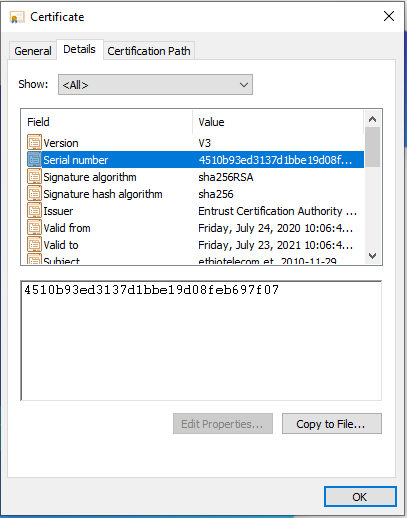 Certificate
General Details Certification Path
Show: <All>
Field Value
Version V3
Serial number 4510b93ed3137d1bbe19d08f...
Signature algorithm sha256RSA
Signature hash algorithm sha256
Issuer Entrust Certification Authority ...
Valid from Friday, July 24, 2020 10:06:4...
Valid to Friday, July 23, 2021 10:06:4...
Subject ethiotelecom.et, 2010-11-29, ...
4510b93ed3137d1bbe19d08feb697f07
Edit Properties... Copy to File...
OK